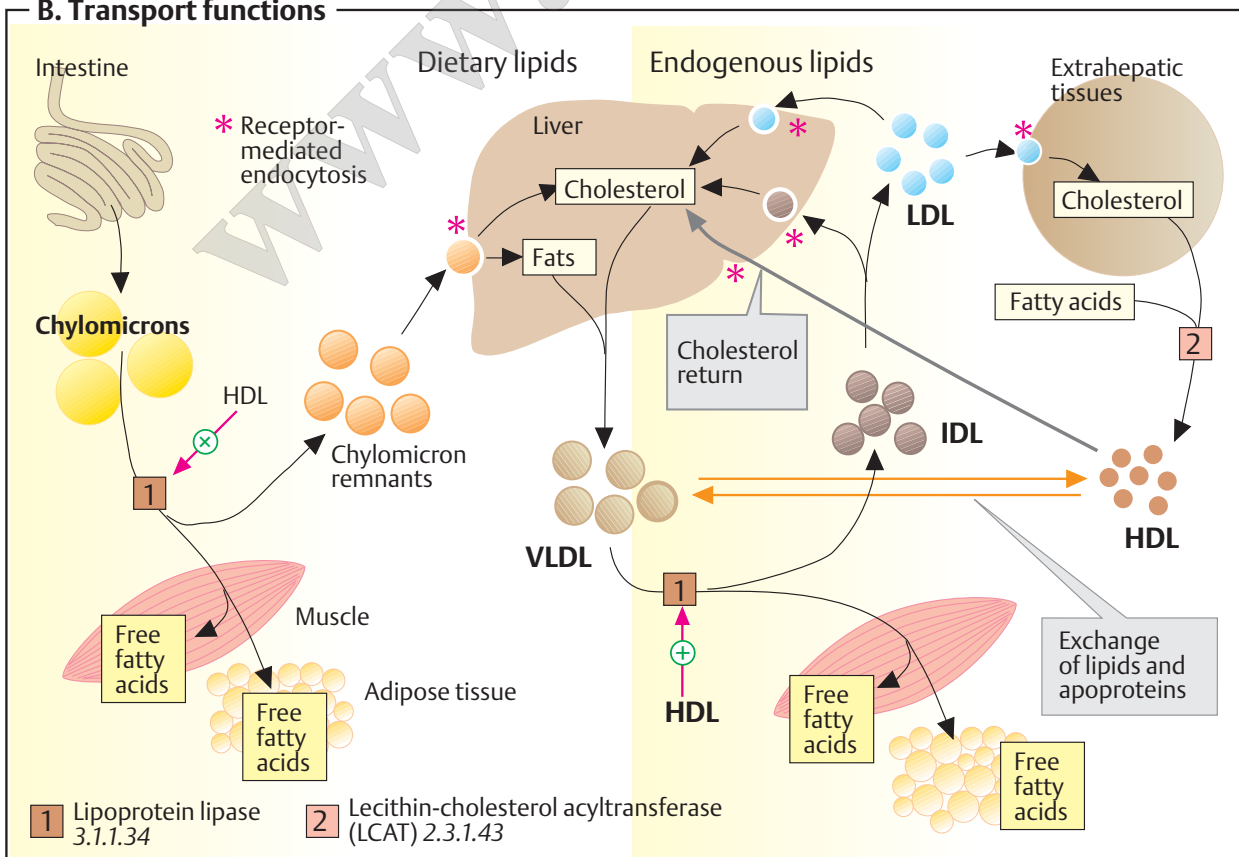 B. Transport functions
Intestine
Dietary lipids
Endogenous lipids
Extrahepatic
tissues
* Receptor-
mediated
endocytosis
Liver
*
*
Cholesterol
LDL
Cholesterol
*
*
Fats
*
Fatty acids
Chylomicrons
Cholesterol
return
2
HDL
IDL
Chylomicron
remnants
1
HDL
VLDL
1
Muscle
Free
fatty
acids
Exchange
of lipids and
apoproteins
Adipose tissue
+
HDL
Free
fatty
acids
Free
fatty
acids
Free
fatty
acids
1 Lipoprotein lipase
3.1.1.34
2 Lecithin-cholesterol acyltransferase
(LCAT) 2.3.1.43
www.